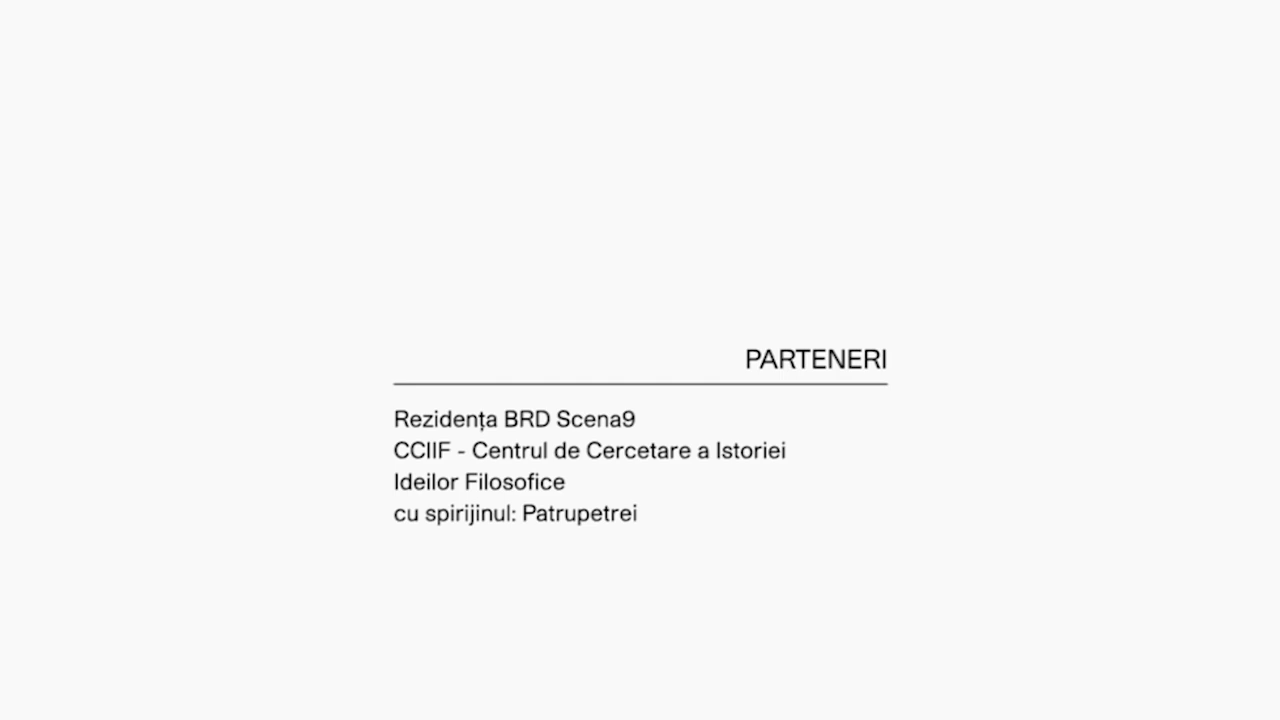 PARTENERI
Rezidența BRD Scena9
CCIIF - Centrul de Cercetare a Istoriei
Ideilor Filosofice
cu spirijinul: Patrupetrei